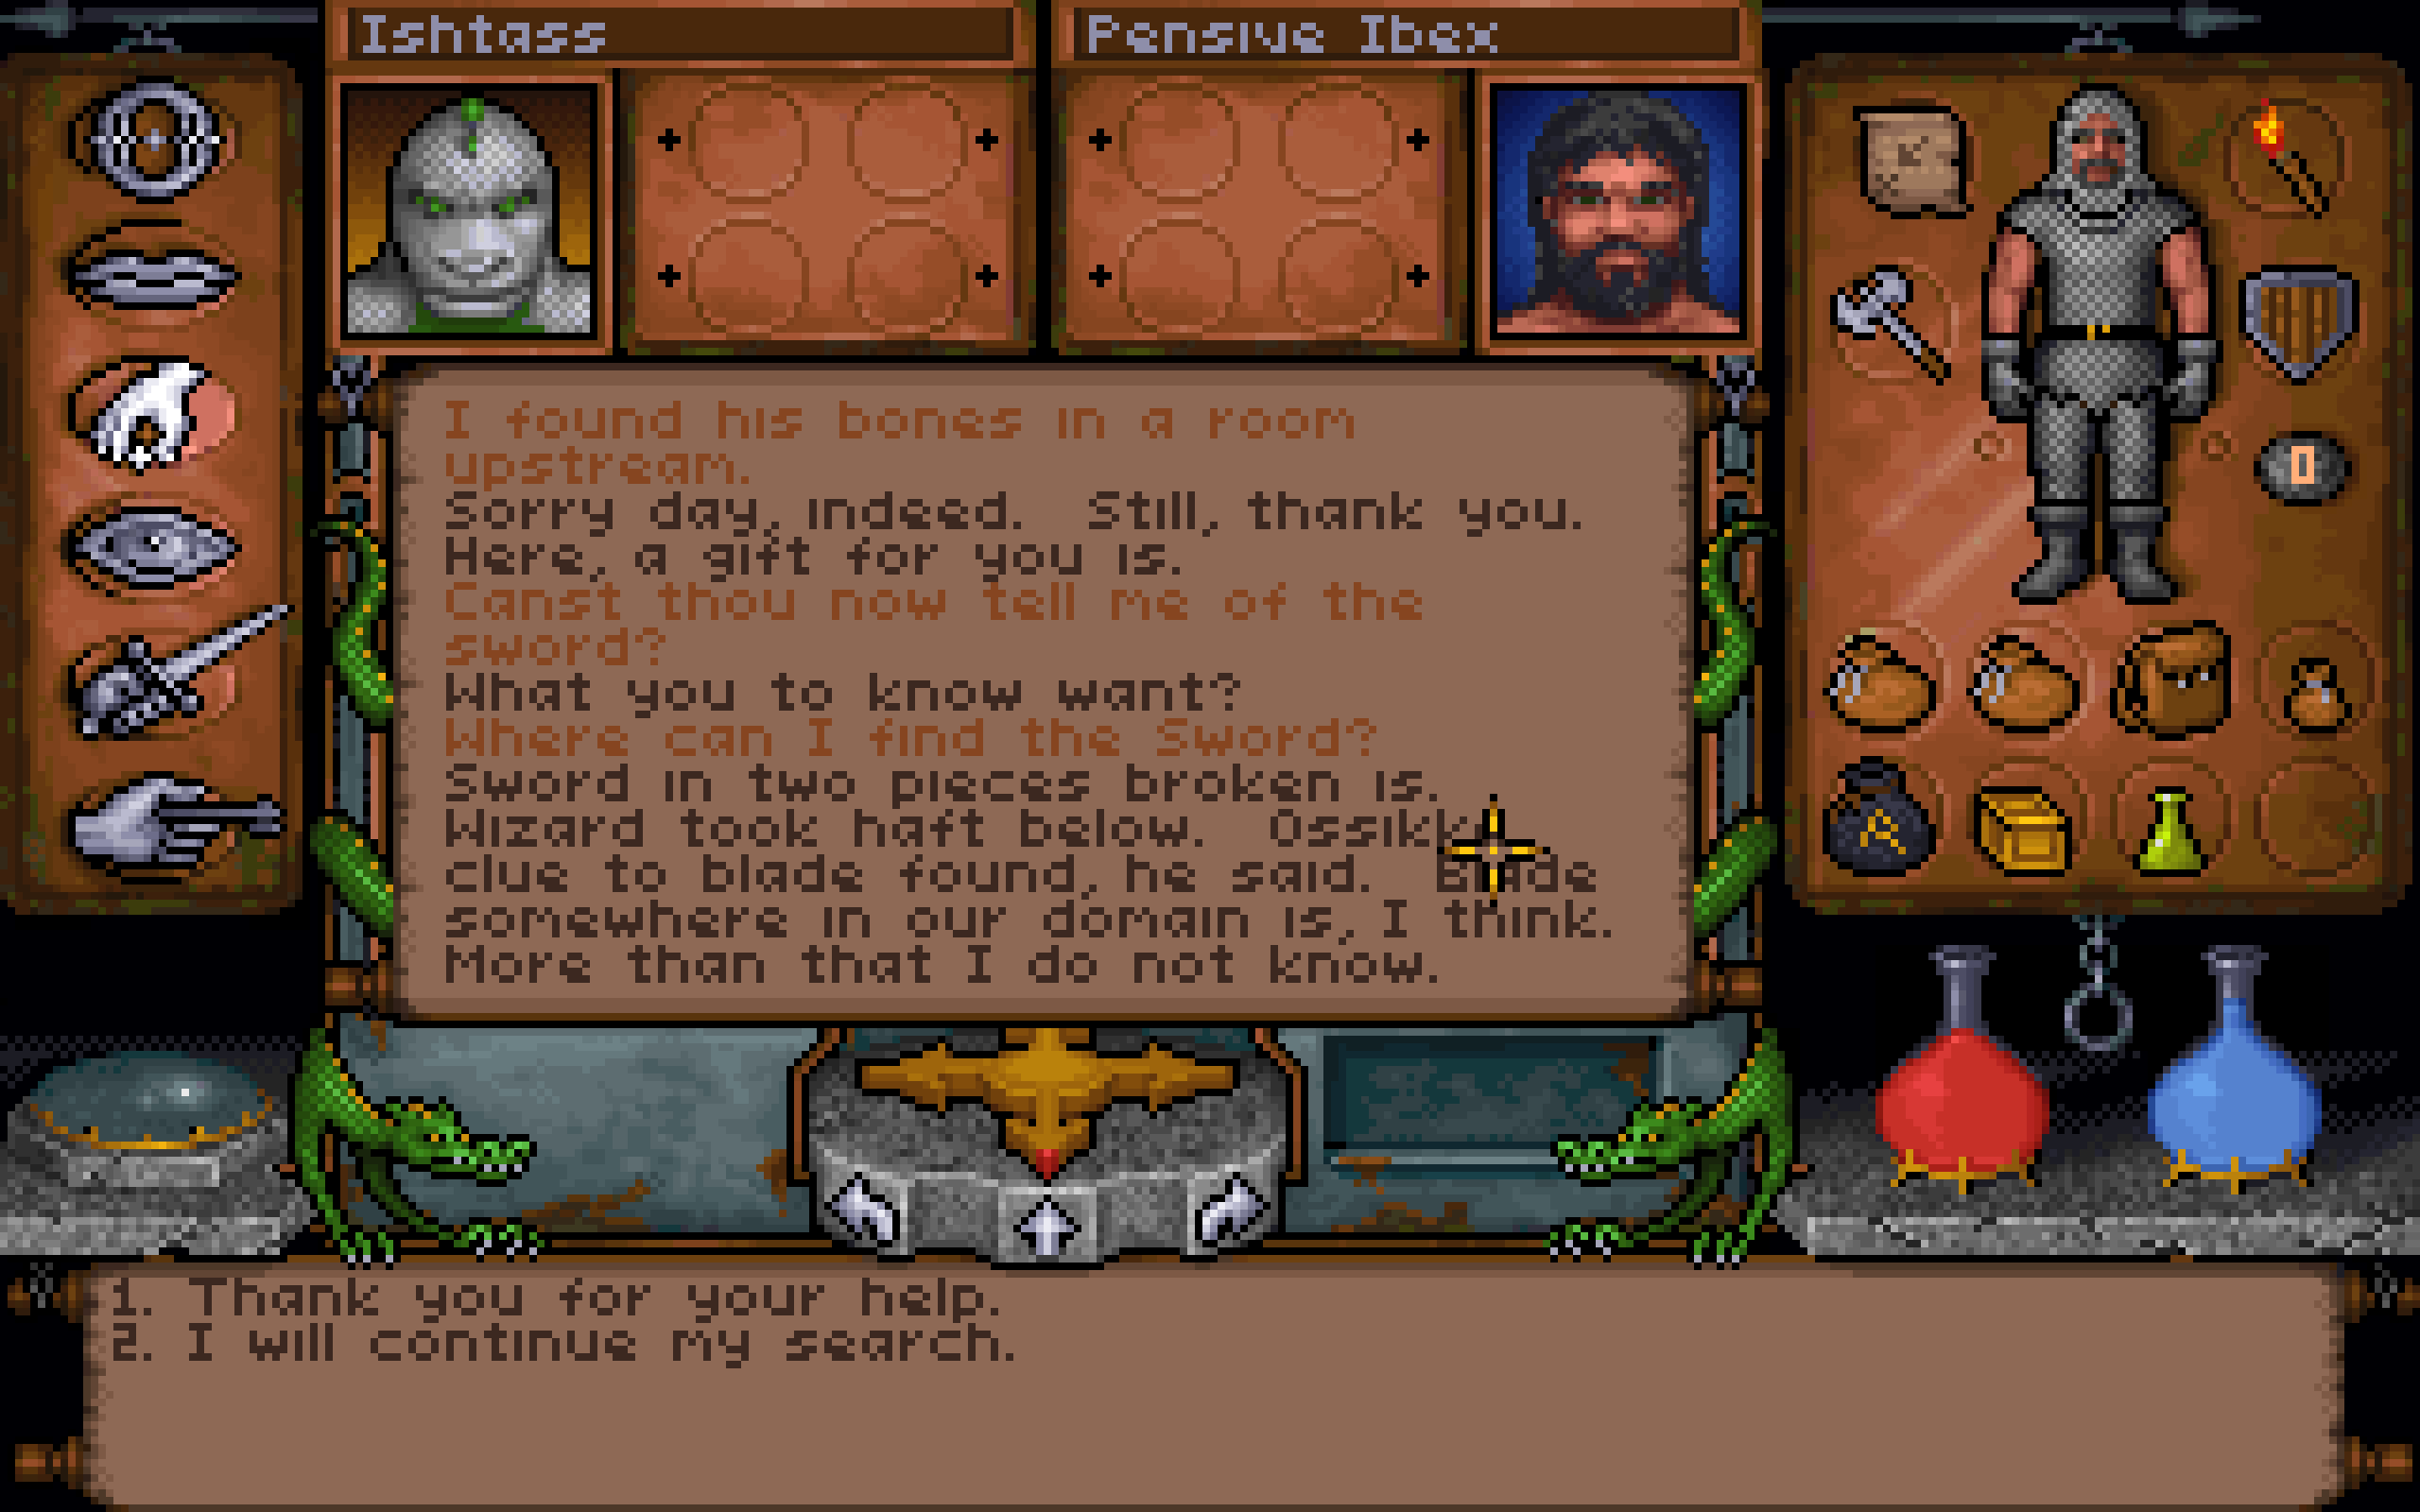 Ishtass
Pensive Ibex
I found his bones in a room
upstream.
Sorry day, indeed. Still, thank you.
Here, a gift for you is.
Canst thou now tell me of the
sword?
What you to know want?
Where can I find the Sword?
Sword in two pieces broken is.
Wizard took haft below.
clue to blade found, he said. Blade
somewhere in our domain is, I think.
More than that I do not know.
0
A
1. Thank you for your help.
2. I will continue my search.